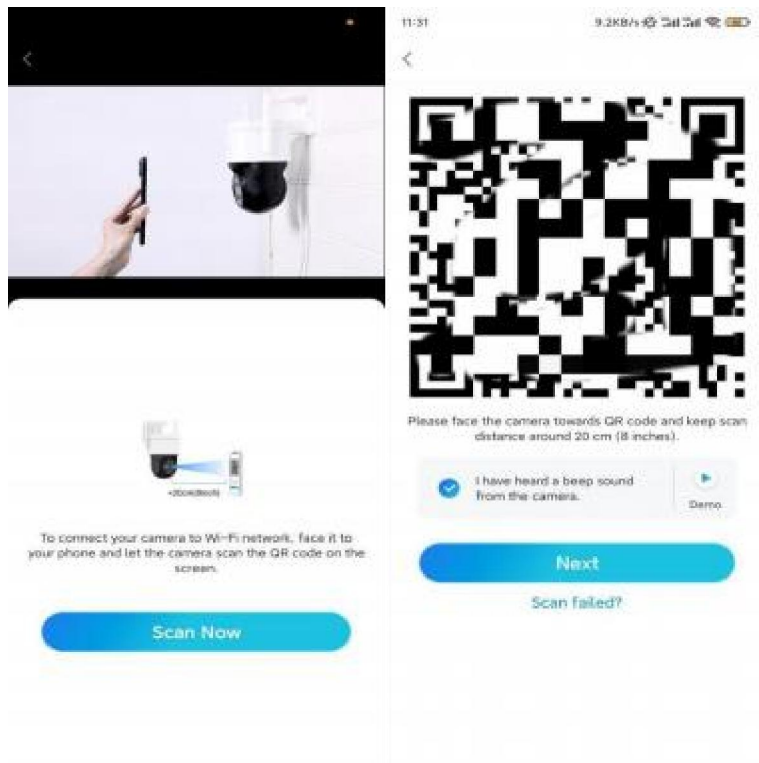 To connect your camera to Wi-Fi network, face it to
your phone and let the camera scan the QR code on the
screen.
Scan Now
11:31
9.2KB/s
Please face the camera towards QR code and keep scan
distance around 20 cm (8 inches).
I have heard a beep sound
from the camera.
Demo
Next
Scan failed?